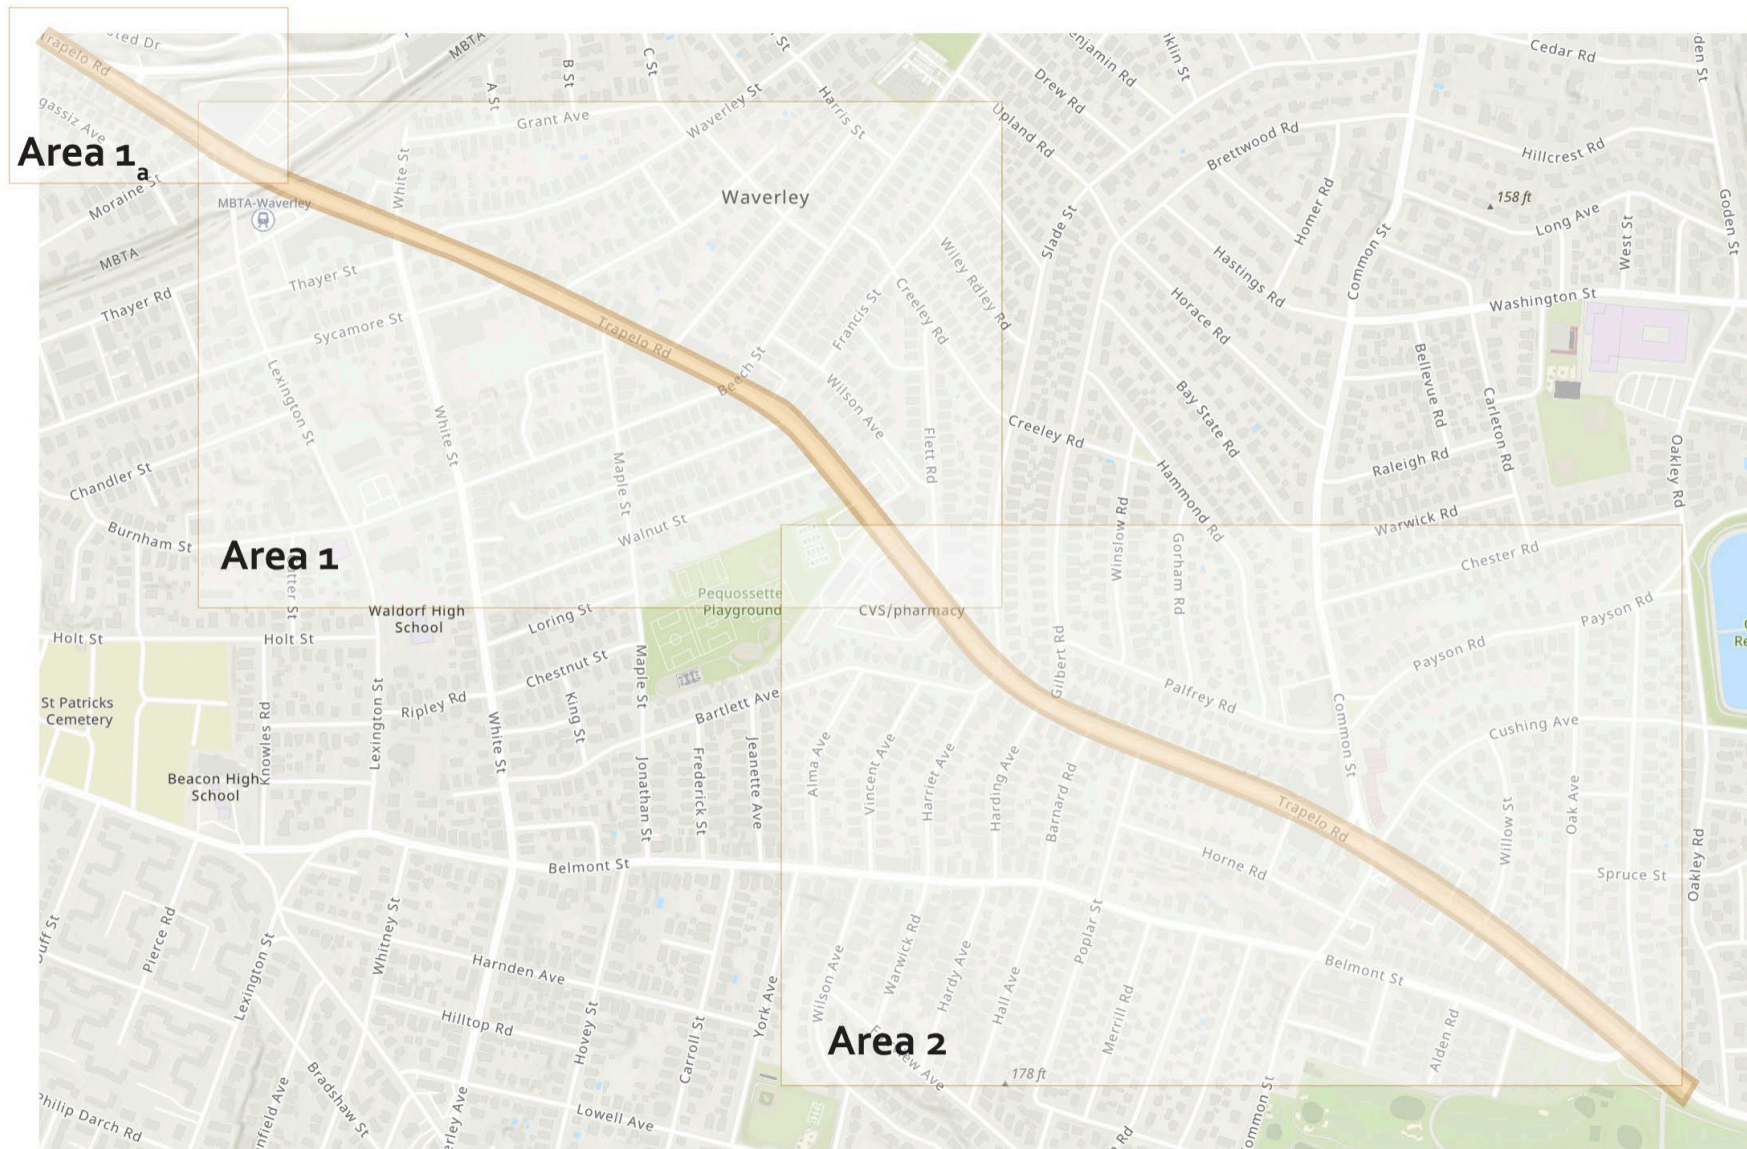 Trapelo Rd
MBTA
A St
B St
C St
St
Harris St
Waverley St
Grant Ave
Drew Rd
Upland Rd
Brettwood Rd
Cedar Rd
Hillcrest Rd
Area 1a
Moraine St
MBTA-Waverley
White St
Waverley
Slade St
Homer Rd
158 ft
Long Ave
West St
Goden St
MBTA
Thayer St
Thayer Rd
Sycamore St
Trapelo Rd
Beech St
Francis St
Creeley Rd
Wiley Rd
Hastings Rd
Common St
Washington St
Horace Rd
Bellevue Rd
Lexington St
White St
Wilson Ave
Flett Rd
Creeley Rd
Bay State Rd
Carleton Rd
Raleigh Rd
Oakley Rd
Chandler St
Maple St
Walnut St
Hammond Rd
Warwick Rd
Burnham St
Area 1
Winslow Rd
Gorham Rd
Chester Rd
Waldorf High
School
Pequossette
Playground
CVS/pharmacy
Payson Rd
Holt St
Holt St
Loring St
Chestnut St
Maple St
Gilbert Rd
Payson Rd
St Patricks
Cemetery
Knowles Rd
Lexington St
Ripley Rd
King St
Bartlett Ave
Palfrey Rd
Common St
Cushing Ave
White St
Beacon High
School
Jonathan St
Frederick St
Jeanette Ave
Alma Ave
Vincent Ave
Harriet Ave
Harding Ave
Barnard Rd
Trapelo Rd
Willow St
Oak Ave
Belmont St
Horne Rd
Spruce St
Oakley Rd
Pierce Rd
Lexington St
Whitney St
Harnden Ave
Hilltop Rd
Hovey St
Carroll St
York Ave
Wilson Ave
Warwick Rd
Hardy Ave
Hall Ave
Poplar St
Merrill Rd
Belmont St
Alden Rd
Area 2
178 ft
Bradshaw St
Lowell Ave
Philip Darch Rd
Rd